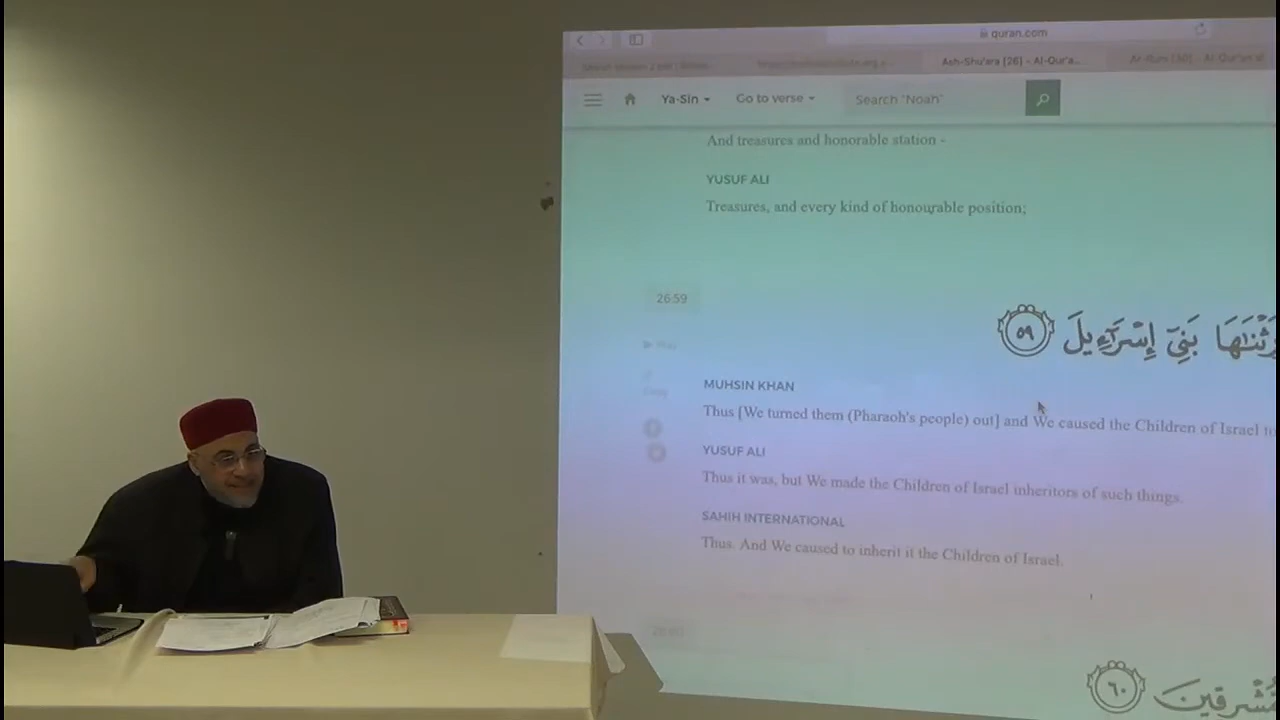 quran.com
Ash-Shu'ara [26] - Al-Qur'a...
Ya-Sin Go to verse Search "Noah"
And treasures and honorable station -
YUSUF ALI
Treasures, and every kind of honourable position;
26:59
بَنِىٓ إِسْرَٰٓءِيلَ ٥٩
MUHSIN KHAN
Thus [We turned them (Pharaoh's people) out] and We caused the Children of Israel to
YUSUF ALI
Thus it was, but We made the Children of Israel inheritors of such things.
SAHIH INTERNATIONAL
Thus. And We caused to inherit it the Children of Israel.
26:60
مُّشْرِقِينَ ٦٠